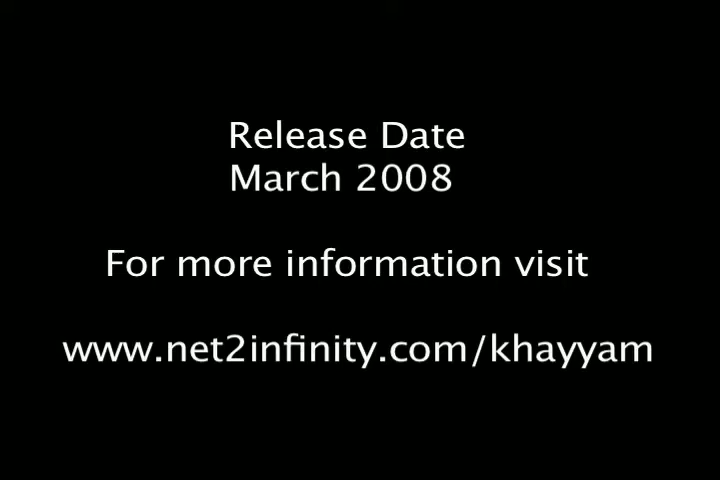 Release Date
March 2008
For more information visit
www.net2infinity.com/khayyam